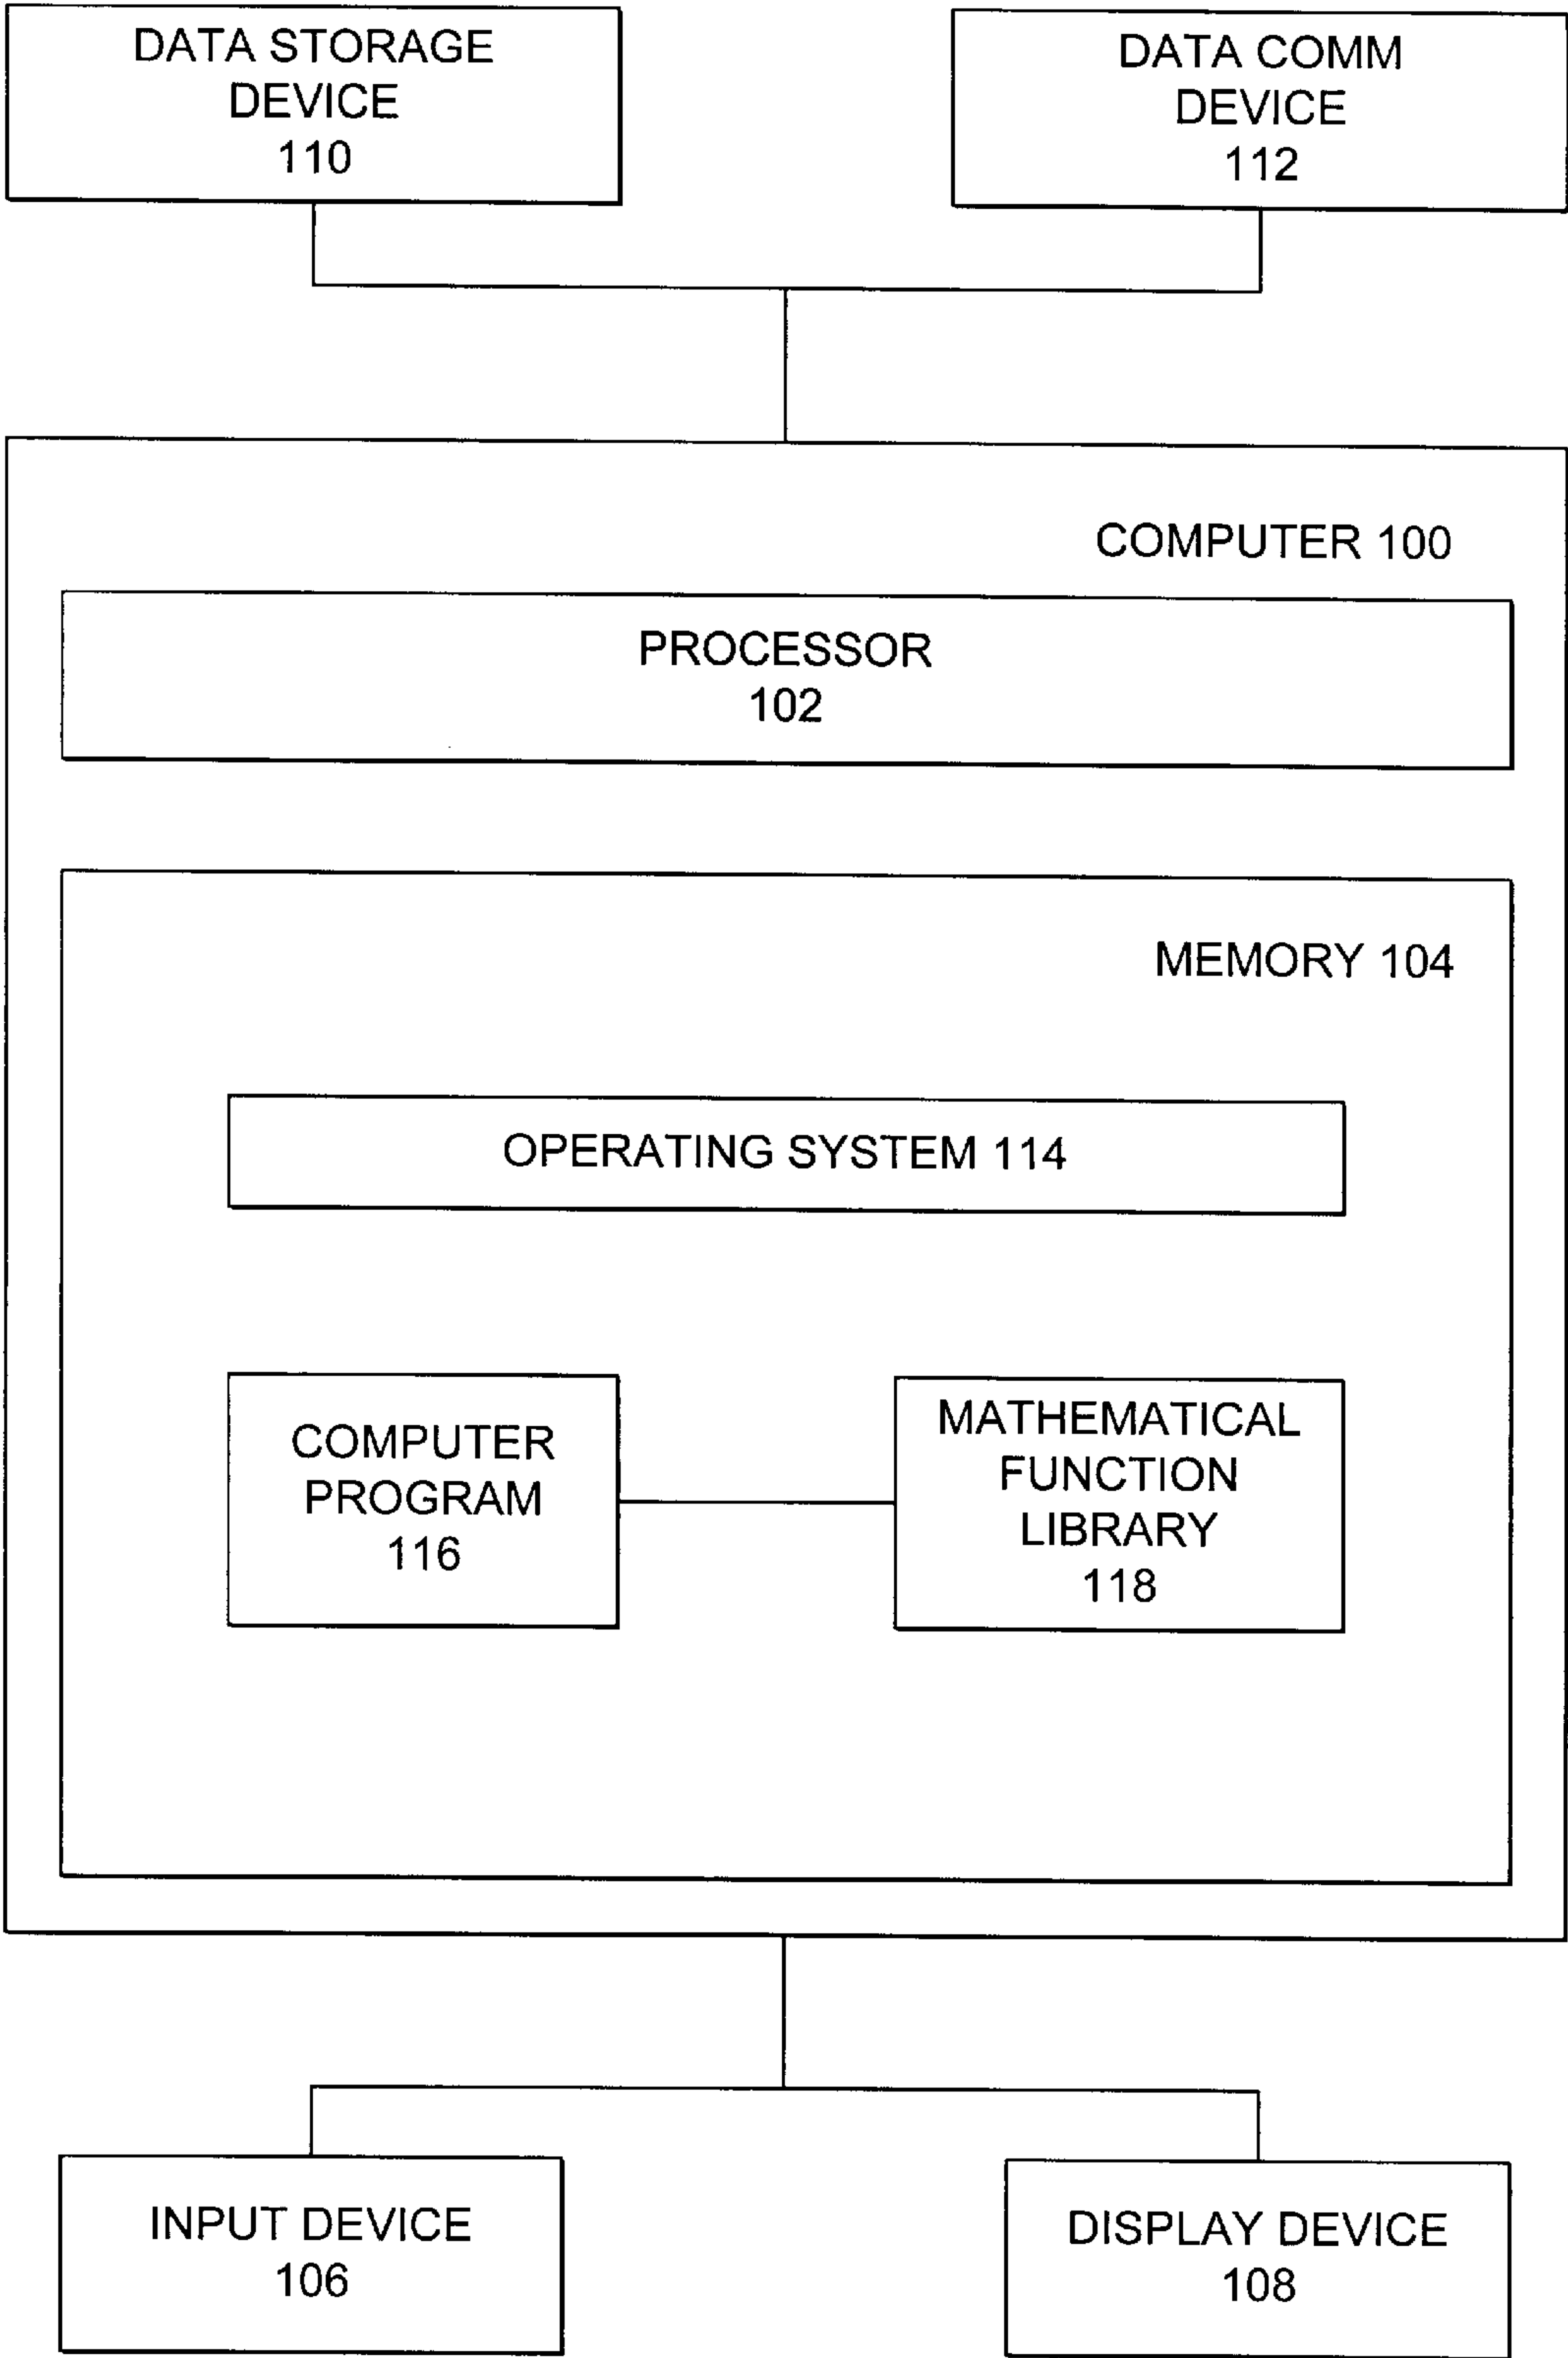 DATA STORAGE
DEVICE
110
DATA COMM
DEVICE
112
COMPUTER 100
PROCESSOR
102
MEMORY 104
OPERATING SYSTEM 114
COMPUTER
PROGRAM
116
MATHEMATICAL
FUNCTION
LIBRARY
118
INPUT DEVICE
106
DISPLAY DEVICE
108